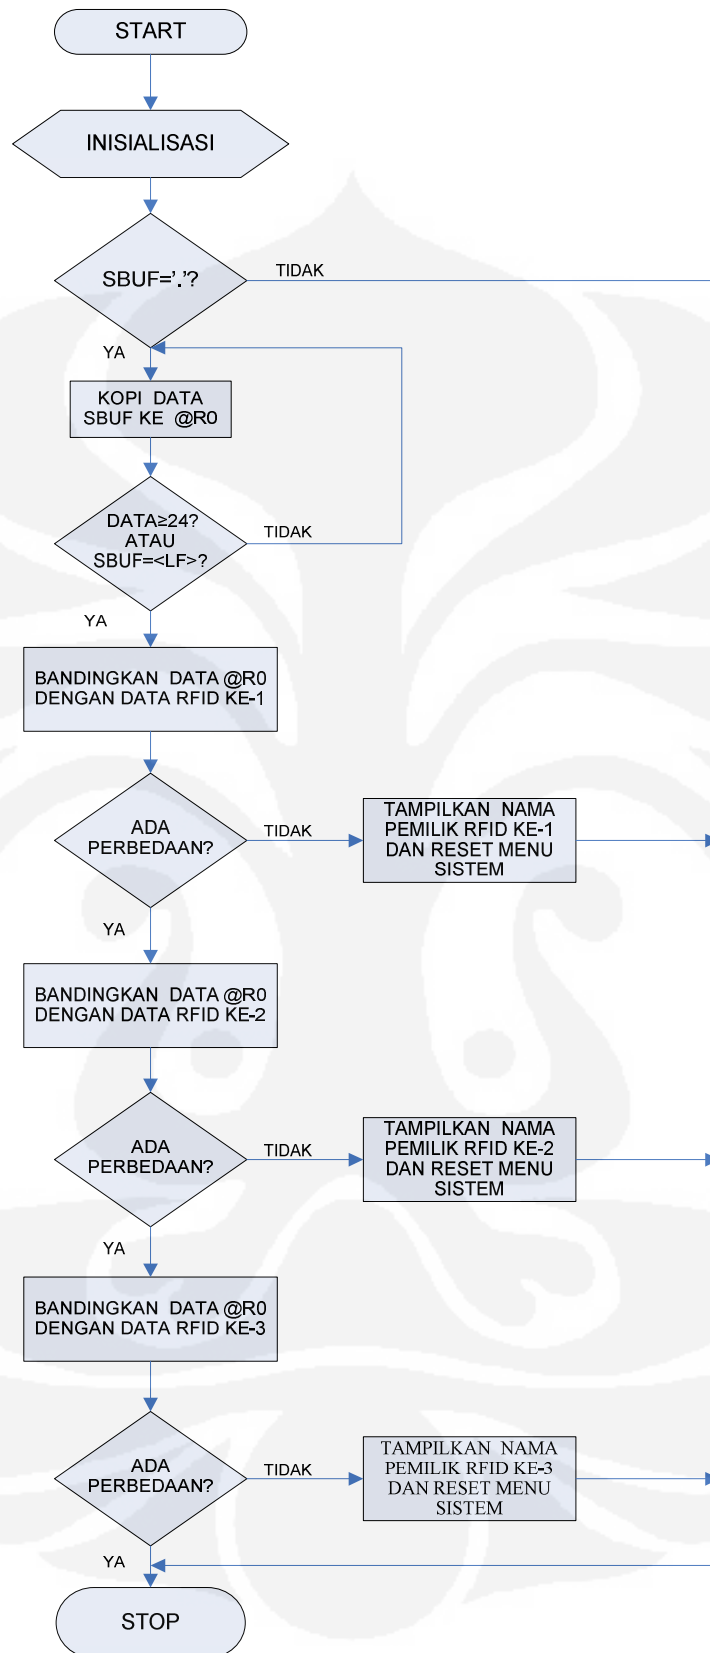 START
INISIALISASI
SBUF='.'?
TIDAK
YA
KOPI DATA
SBUF KE @R0
DATA≥24?
ATAU
SBUF=<LF>?
TIDAK
YA
BANDINGKAN DATA @R0
DENGAN DATA RFID KE-1
ADA
PERBEDAAN?
TIDAK
TAMPILKAN NAMA
PEMILIK RFID KE-1
DAN RESET MENU
SISTEM
YA
BANDINGKAN DATA @R0
DENGAN DATA RFID KE-2
ADA
PERBEDAAN?
TIDAK
TAMPILKAN NAMA
PEMILIK RFID KE-2
DAN RESET MENU
SISTEM
YA
BANDINGKAN DATA @R0
DENGAN DATA RFID KE-3
ADA
PERBEDAAN?
TIDAK
TAMPILKAN NAMA
PEMILIK RFID KE-3
DAN RESET MENU
SISTEM
YA
STOP